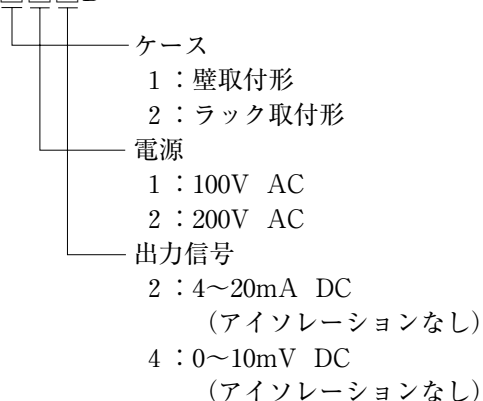 ケース
1：壁取付形
2：ラック取付形
電源
1：100V AC
2：200V AC
出力信号
2：4～20mA DC
（アイソレーションなし）
4：0～10mV DC
（アイソレーションなし）